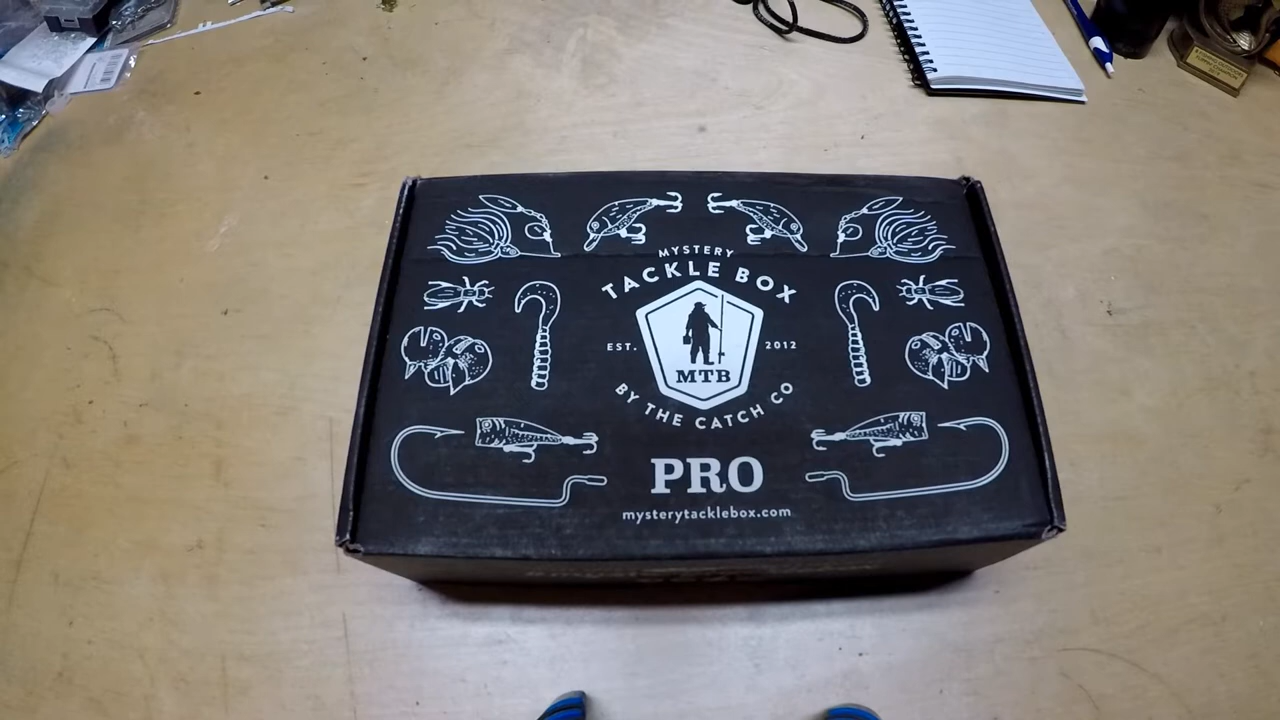 MYSTERY
TACKLE BOX
EST. 2012
MTB
BY THE CATCH CO
PRO
mysterytacklebox.com